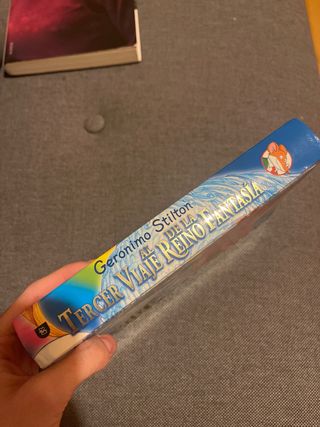 Geronimo Stilton
TERCER VIAJE
AL
REINO
DE LA
FANTASÍA